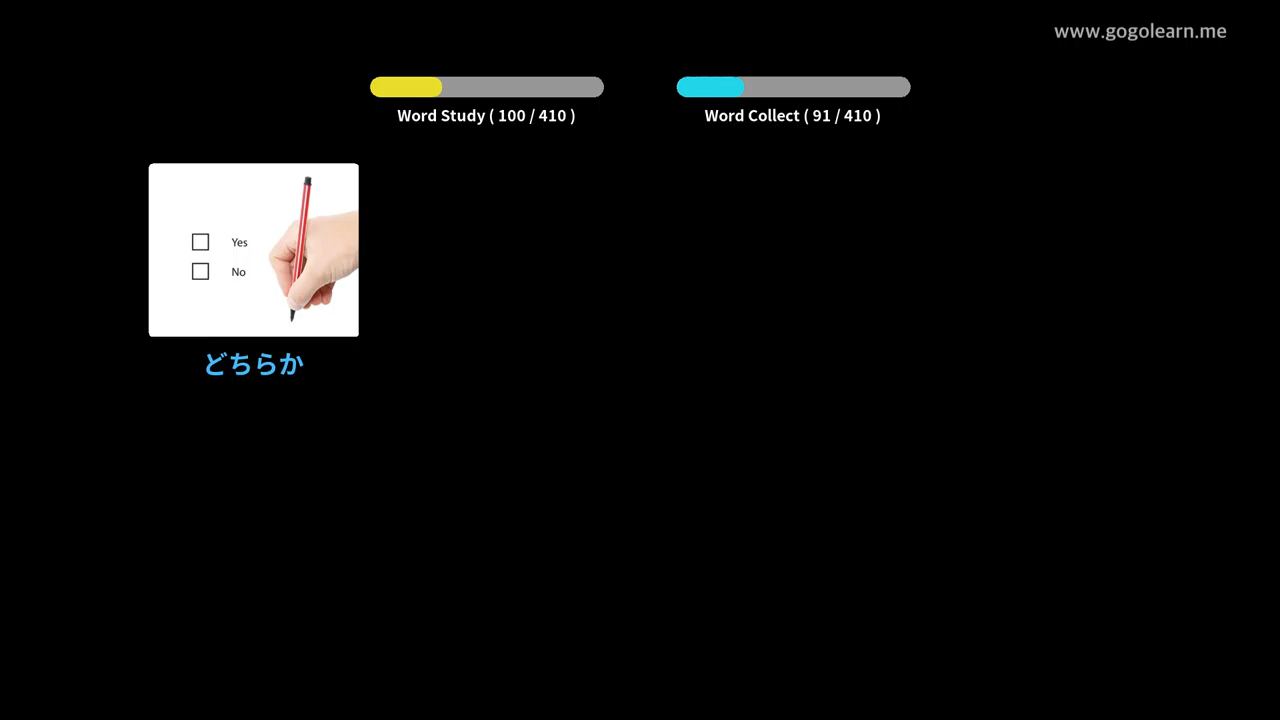 www.gogolearn.me
Word Study ( 100 / 410 )
Word Collect ( 91 / 410 )
Yes
No
どちらか